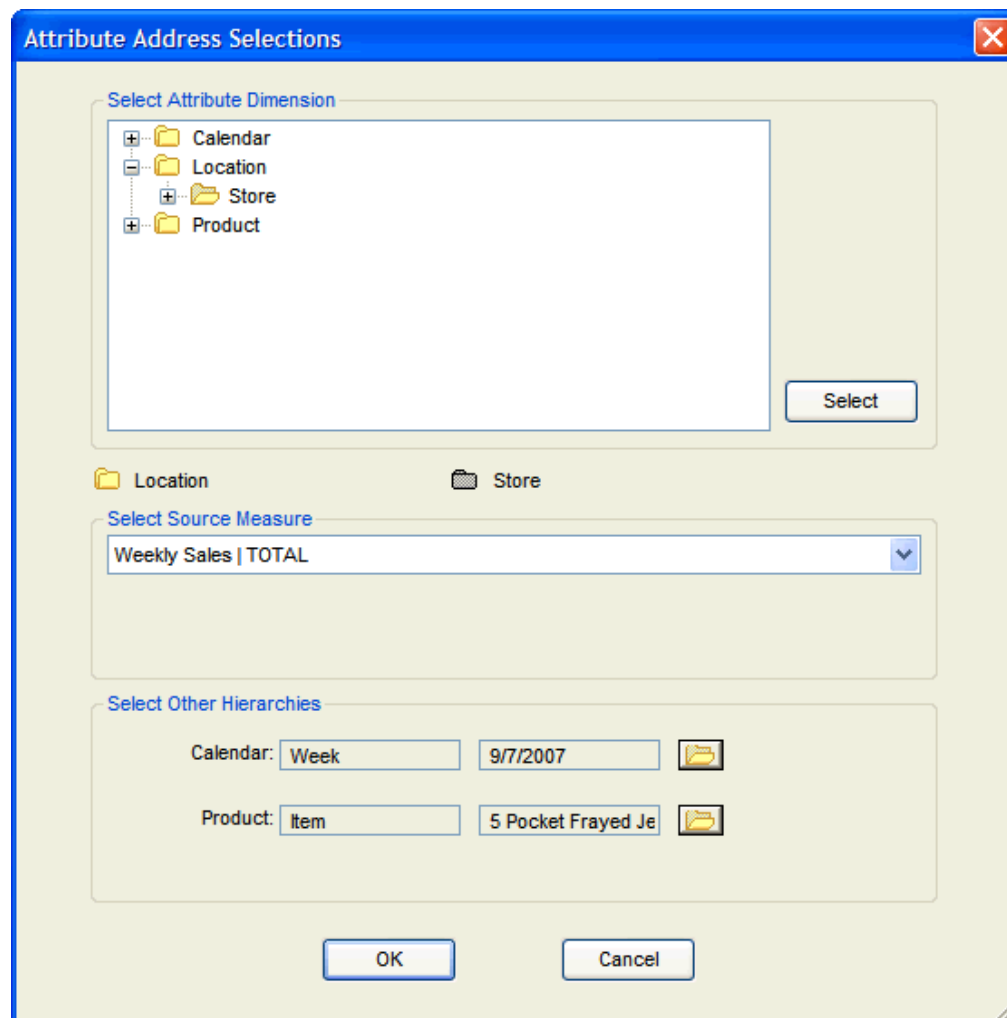 Attribute Address Selections
Select Attribute Dimension
Calendar
Location
Store
Product
Select
Location Store
Select Source Measure
Weekly Sales | TOTAL
Select Other Hierarchies
Calendar: Week 9/7/2007
Product: Item 5 Pocket Frayed Je
OK Cancel